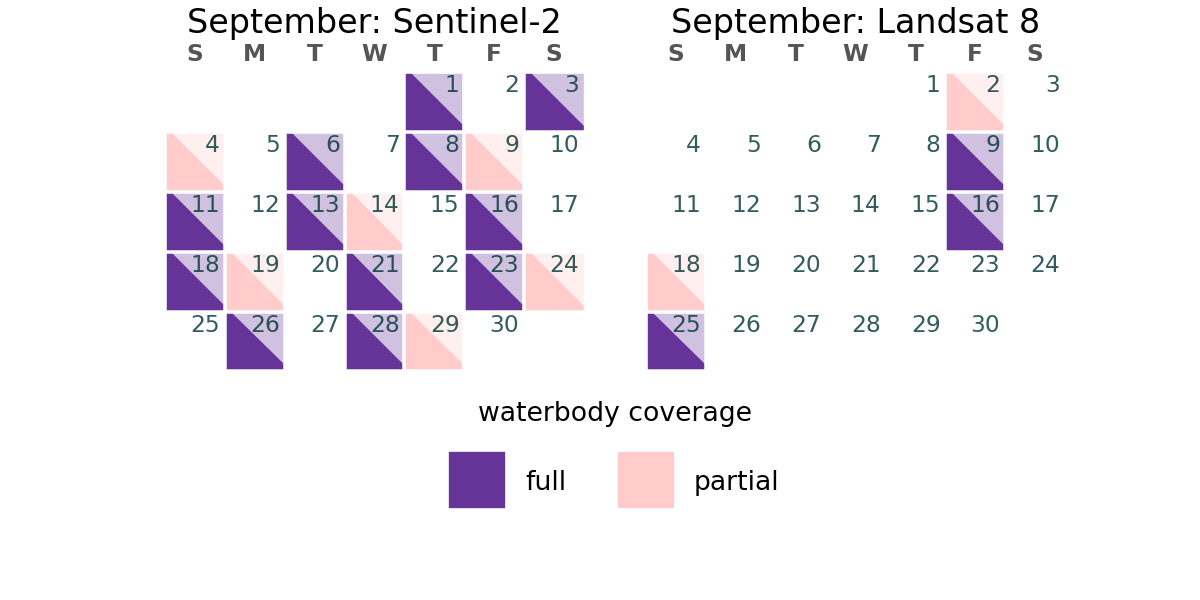 September: Sentinel-2
S M T W T F S
1 2 3
4 5 6 7 8 9 10
11 12 13 14 15 16 17
18 19 20 21 22 23 24
25 26 27 28 29 30
September: Landsat 8
S M T W T F S
1 2 3
4 5 6 7 8 9 10
11 12 13 14 15 16 17
18 19 20 21 22 23 24
25 26 27 28 29 30
waterbody coverage
full partial